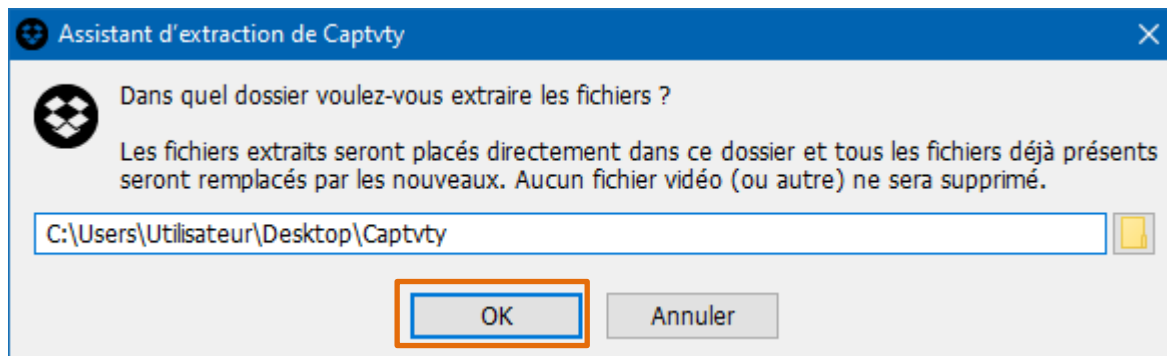 Assistant d’extraction de Captvty
Dans quel dossier voulez-vous extraire les fichiers ?
Les fichiers extraits seront placés directement dans ce dossier et tous les fichiers déjà présents
seront remplacés par les nouveaux. Aucun fichier vidéo (ou autre) ne sera supprimé.
C:\Users\Utilisateur\Desktop\Captvty
OK
Annuler